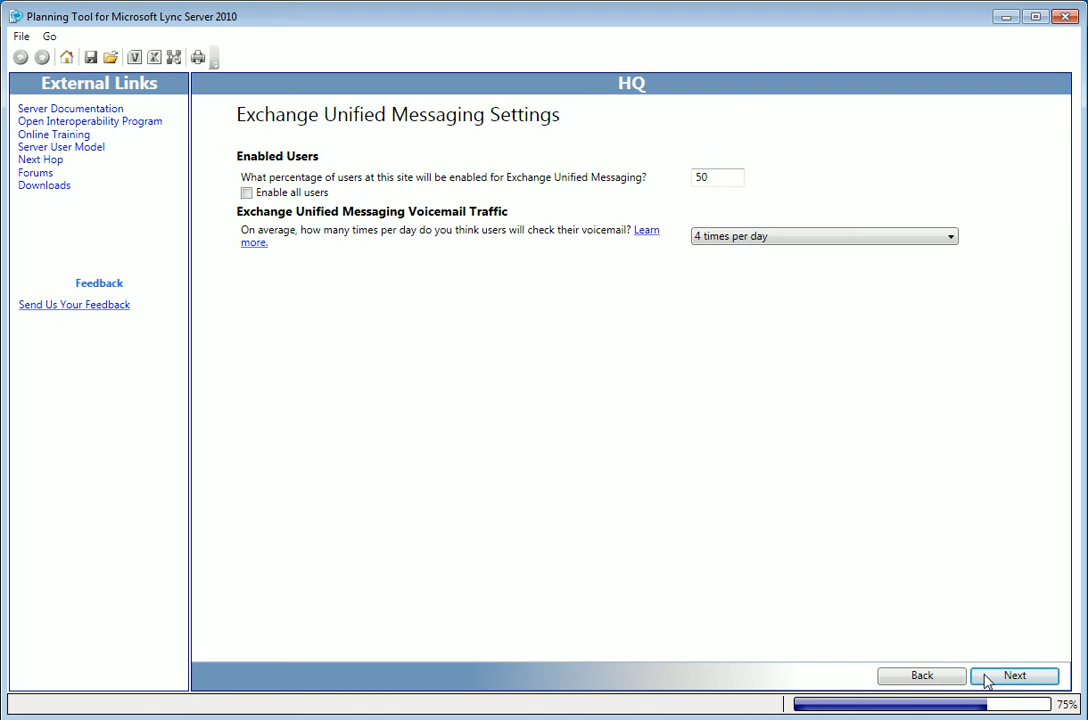 Planning Tool for Microsoft Lync Server 2010
File Go
External Links
Server Documentation
Open Interoperability Program
Online Training
Server User Model
Next Hop
Forums
Downloads
Feedback
Send Us Your Feedback
HQ
Exchange Unified Messaging Settings
Enabled Users
What percentage of users at this site will be enabled for Exchange Unified Messaging? 50
Enable all users
Exchange Unified Messaging Voicemail Traffic
On average, how many times per day do you think users will check their voicemail? Learn
more.
4 times per day
Back Next
75%